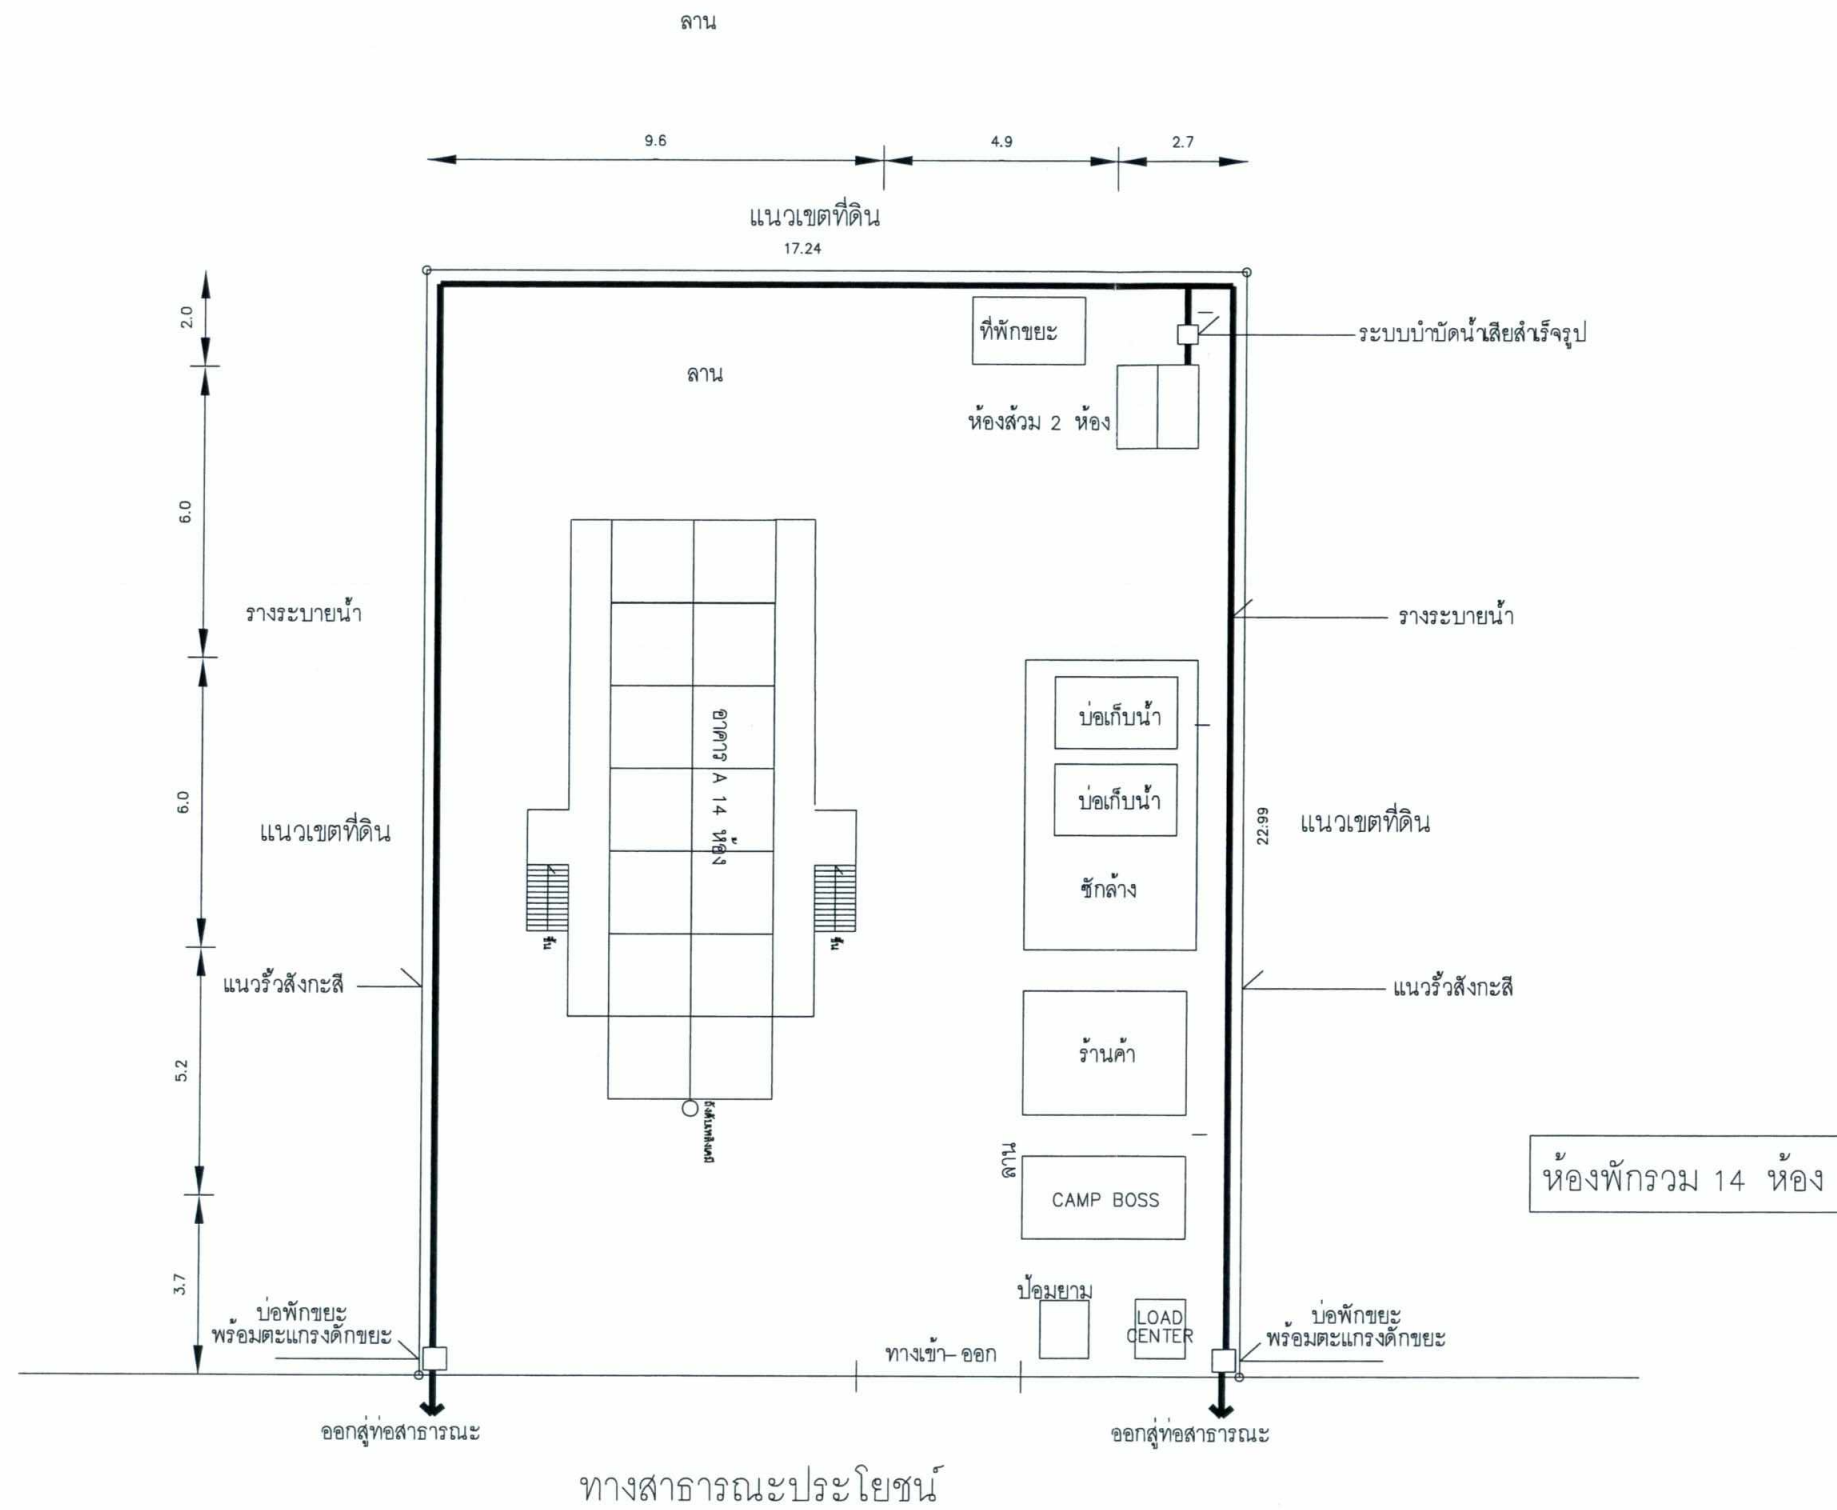 ลาน
9.6
4.9
2.7
แนวเขตที่ดิน
17.24
2.0
ที่พักขยะ
ระบบบำบัดน้ำเสียสำเร็จรูป
ลาน
ห้องส้วม 2 ห้อง
6.0
รางระบายน้ำ
รางระบายน้ำ
บ่อเก็บน้ำ
อาคาร A 14 ห้อง
6.0
บ่อเก็บน้ำ
22.99
แนวเขตที่ดิน
แนวเขตที่ดิน
ซักล้าง
ขึ้น
ขึ้น
แนวรั้วสังกะสี
แนวรั้วสังกะสี
5.2
ร้านค้า
ถังดับเพลิงเคมี
ลาน
CAMP BOSS
ห้องพักรวม 14 ห้อง
3.7
ป้อมยาม
บ่อพักขยะ
พร้อมตะแกรงดักขยะ
LOAD
CENTER
บ่อพักขยะ
พร้อมตะแกรงดักขยะ
ทางเข้า-ออก
ออกสู่ท่อสาธารณะ
ออกสู่ท่อสาธารณะ
ทางสาธารณะประโยชน์